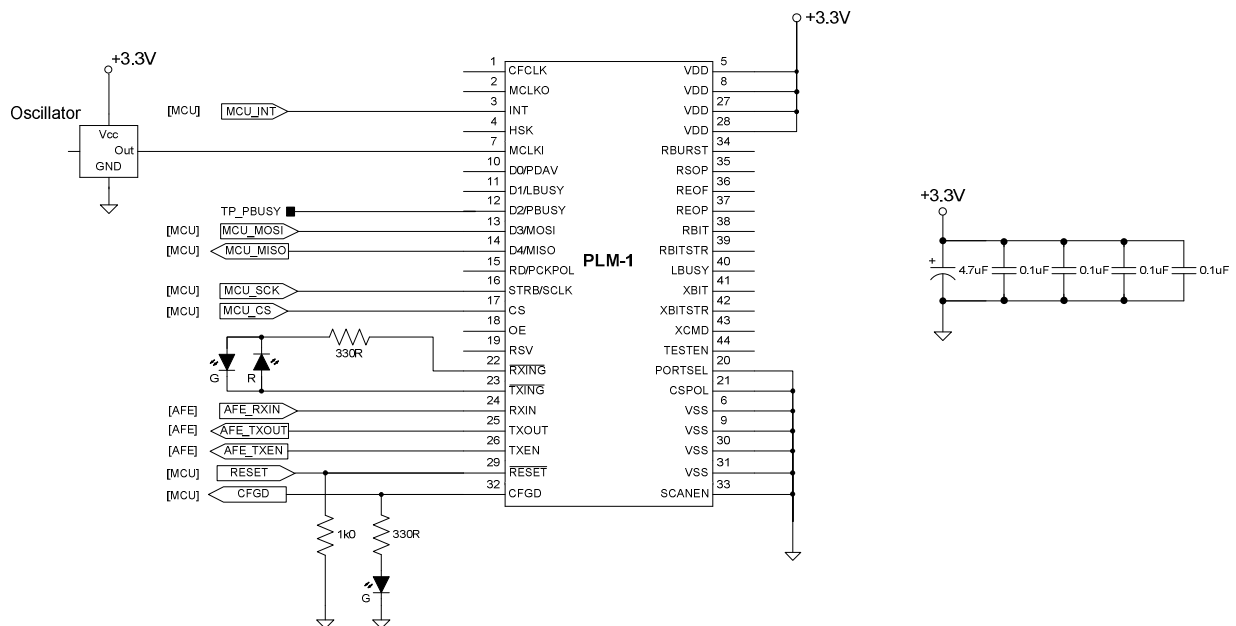 +3.3V
+3.3V
Oscillator
Vcc
Out
GND
[MCU] MCU_INT
TP_PBUSY
[MCU] MCU_MOSI
[MCU] MCU_MISO
[MCU] MCU_SCK
[MCU] MCU_CS
330R
G
R
[AFE] AFE_RXIN
[AFE] AFE_TXOUT
[AFE] AFE_TXEN
[MCU] RESET
[MCU] CFGD
1k0
330R
G
PLM-1
1 CFCLK
2 MCLKO
3 INT
4 HSK
7 MCLKI
10 D0/PDAV
11 D1/LBUSY
12 D2/PBUSY
13 D3/MOSI
14 D4/MISO
15 RD/PCKPOL
16 STRB/SCLK
17 CS
18 OE
19 RSV
22 RXING
23 TXING
24 RXIN
25 TXOUT
26 TXEN
29 RESET
32 CFGD
VDD 5
VDD 8
VDD 27
VDD 28
RBURST 34
RSOP 35
REOF 36
REOP 37
RBIT 38
RBITSTR 39
LBUSY 40
XBIT 41
XBITSTR 42
XCMD 43
TESTEN 44
PORTSEL 20
CSPOL 21
VSS 6
VSS 9
VSS 30
VSS 31
SCANEN 33
+3.3V
+ 4.7uF 0.1uF 0.1uF 0.1uF 0.1uF